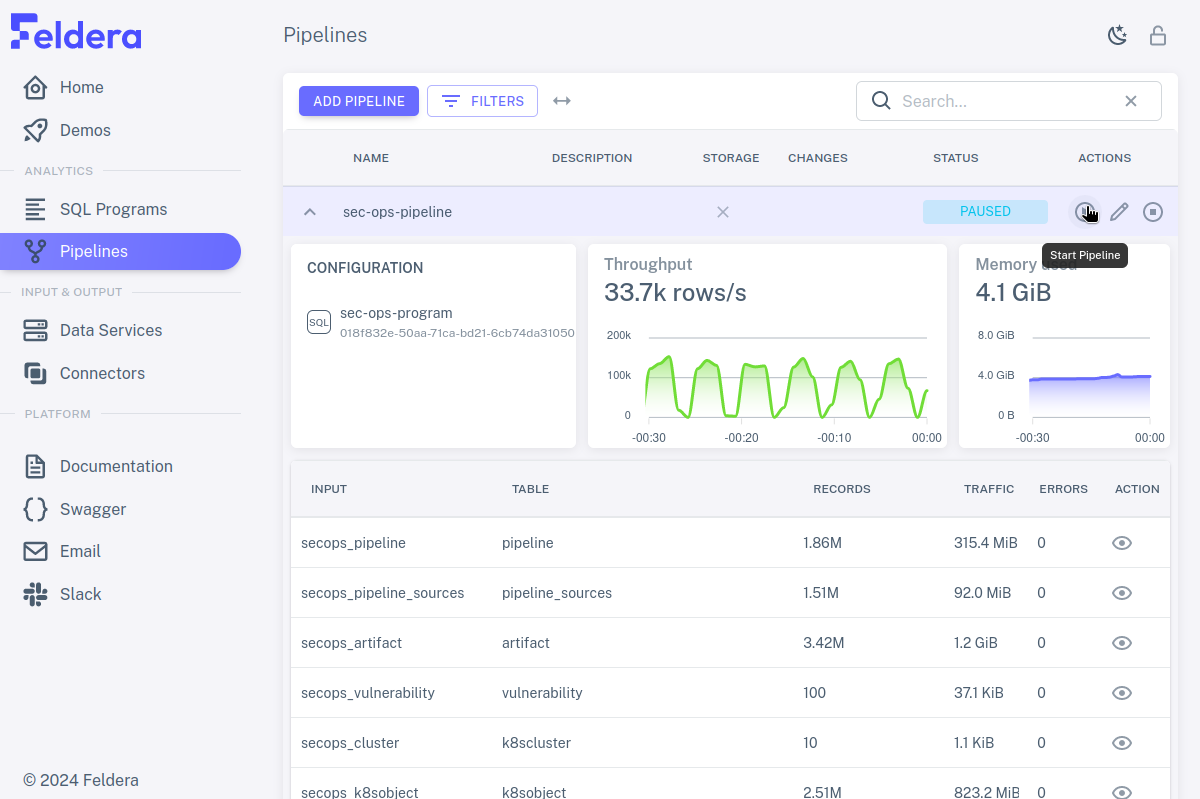 Feldera
Pipelines
Home
Demos
ANALYTICS
SQL Programs
Pipelines
INPUT & OUTPUT
Data Services
Connectors
PLATFORM
Documentation
Swagger
Email
Slack
© 2024 Feldera
ADD PIPELINE FILTERS Search...
NAME DESCRIPTION STORAGE CHANGES STATUS ACTIONS
sec-ops-pipeline PAUSED
Start Pipeline
CONFIGURATION
SQL
sec-ops-program
018f832e-50aa-71ca-bd21-6cb74da31050
Throughput
33.7k rows/s
200k
100k
0
-00:30 -00:20 -00:10 00:00
Memory
4.1 GiB
8.0 GiB
4.0 GiB
0 B
-00:30 00:00
INPUT TABLE RECORDS TRAFFIC ERRORS ACTION
secops_pipeline pipeline 1.86M 315.4 MiB 0
secops_pipeline_sources pipeline_sources 1.51M 92.0 MiB 0
secops_artifact artifact 3.42M 1.2 GiB 0
secops_vulnerability vulnerability 100 37.1 KiB 0
secops_cluster k8scluster 10 1.1 KiB 0
secops_k8sobject k8sobject 2.51M 823.2 MiB 0